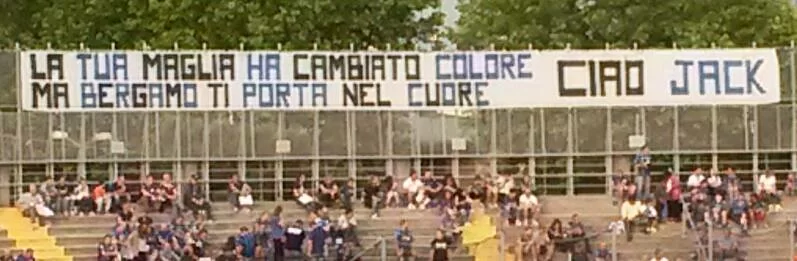 LA TUA MAGLIA HA CAMBIATO COLORE
MA BERGAMO TI PORTA NEL CUORE
CIAO JACK